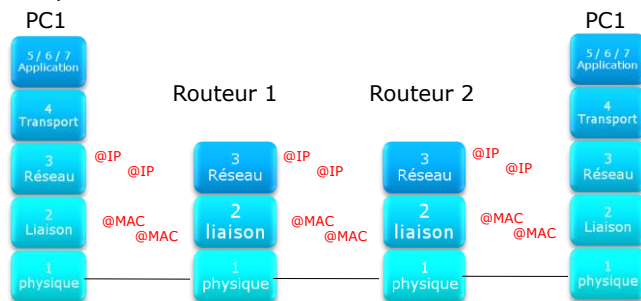 PC1
5 / 6 / 7
Application
4
Transport
3
Réseau
2
Liaison
1
physique
@IP
@IP
@MAC
@MAC
Routeur 1
3
Réseau
2
liaison
1
physique
@IP
@IP
@MAC
@MAC
Routeur 2
3
Réseau
2
liaison
1
physique
@IP
@IP
@MAC
@MAC
PC1
5 / 6 / 7
Application
4
Transport
3
Réseau
2
Liaison
1
physique